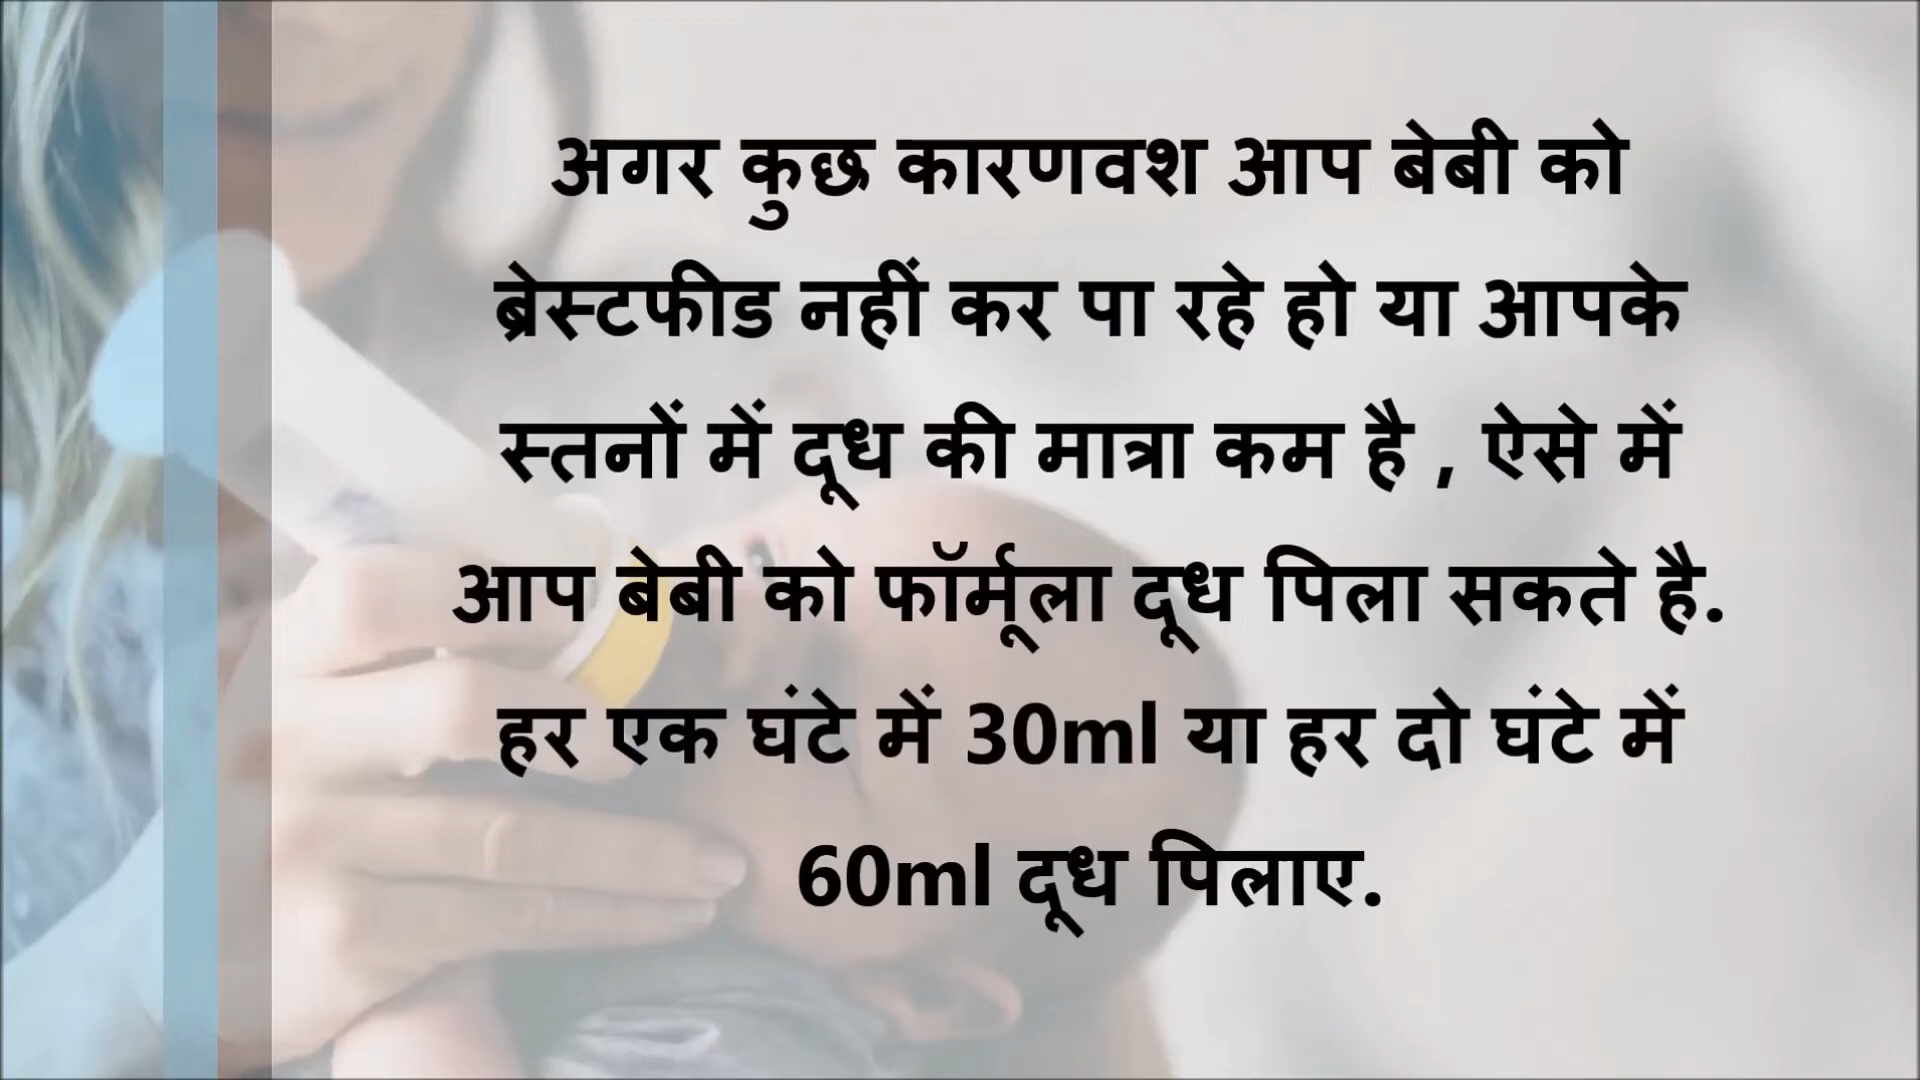 अगर कुछ कारणवश आप बेबी को
ब्रेस्टफीड नहीं कर पा रहे हो या आपके
स्तनों में दूध की मात्रा कम है , ऐसे में
आप बेबी को फॉर्मूला दूध पिला सकते है.
हर एक घंटे में 30ml या हर दो घंटे में
60ml दूध पिलाए.